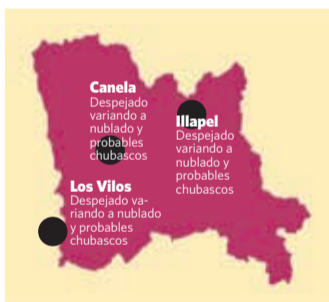 Canela
Despejado
variando a
nublado y
probables
chubascos
Illapel
Despejado
variando a
nublado y
probables
chubascos
Los Vilos
Despejado va-
riando a nublado
y probables
chubascos